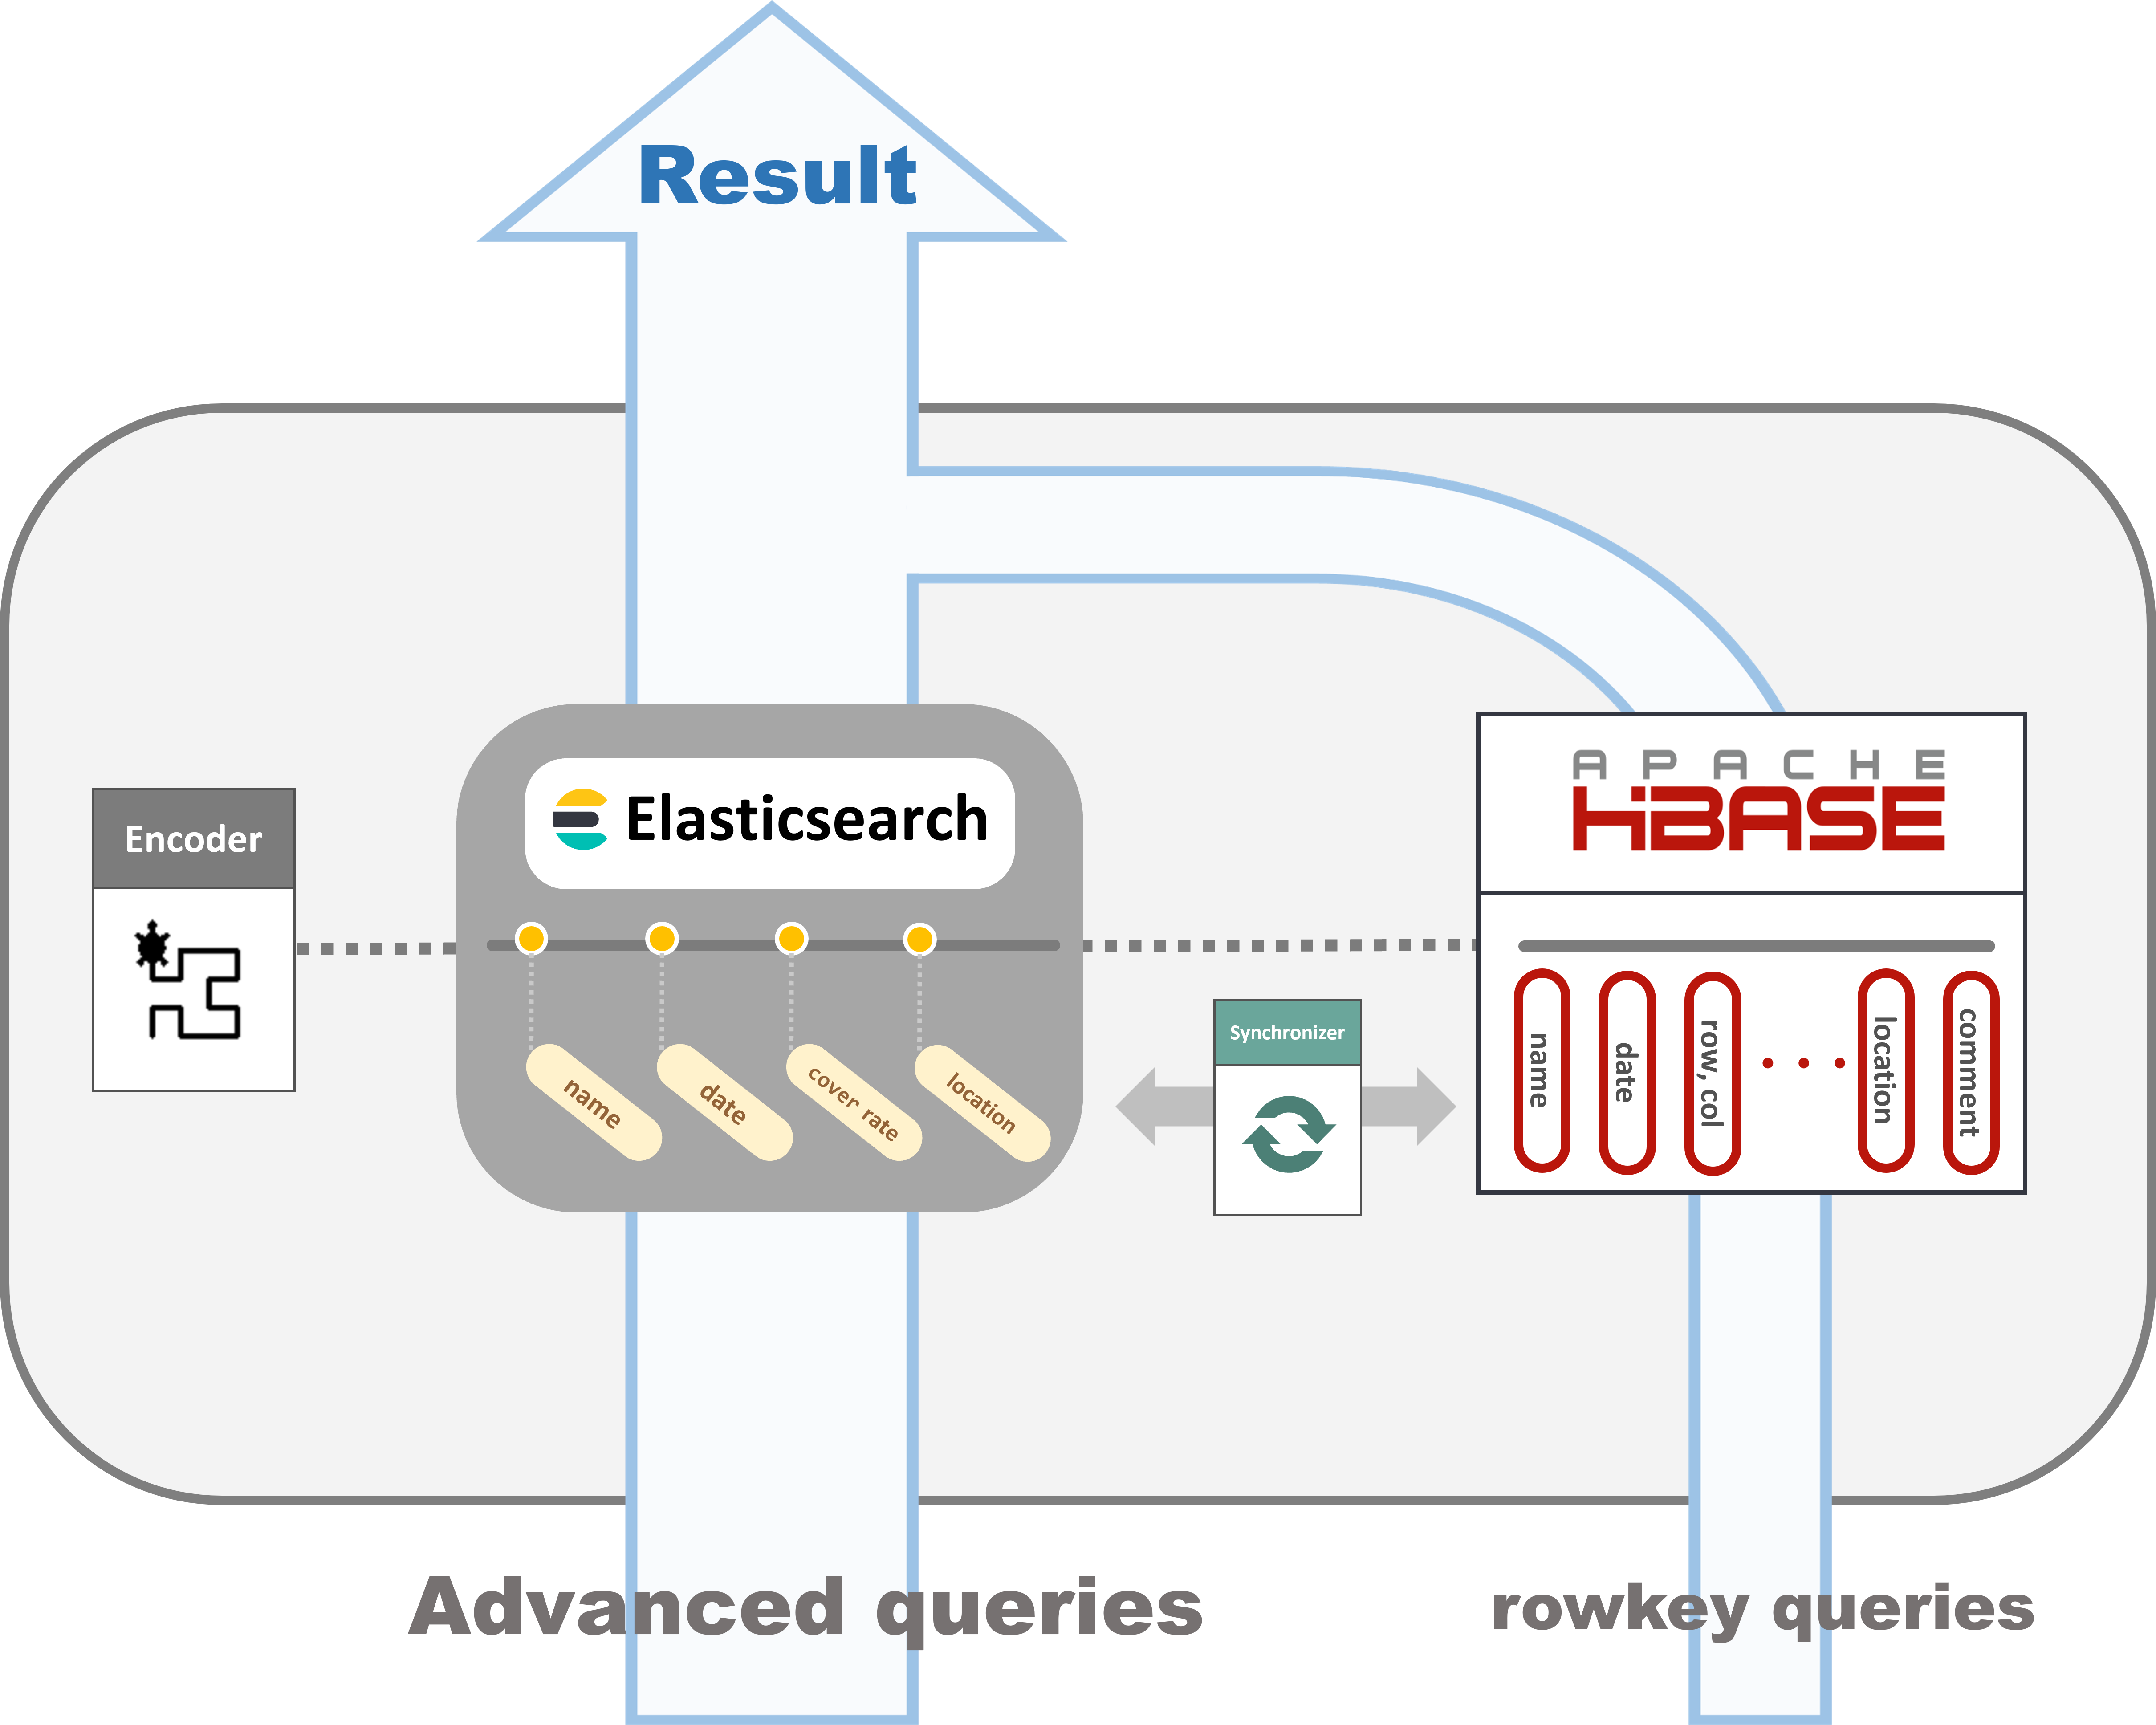 Result
Encoder
Elasticsearch
name
date
cover rate
location
Synchronizer
APACHE
HBASE
name
date
row, col
location
comment
Advanced queries
rowkey queries